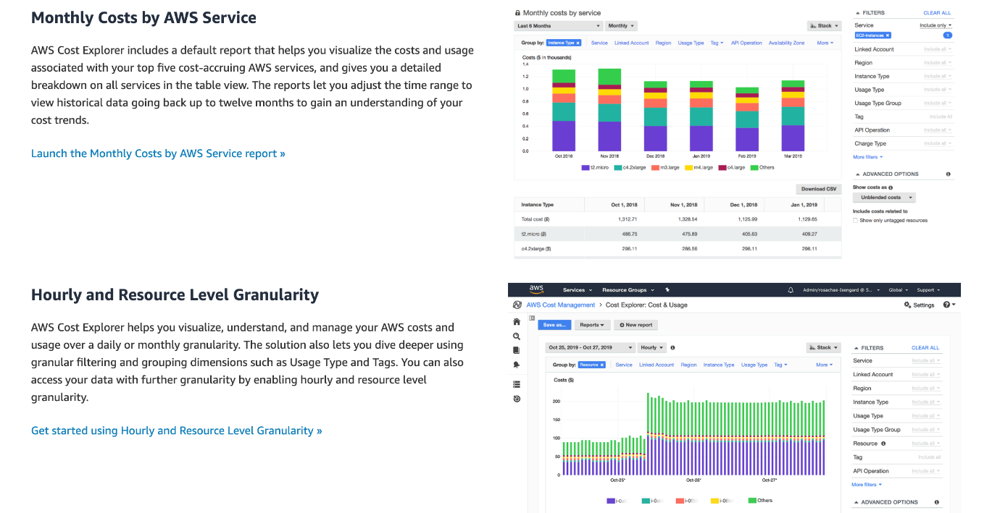 Monthly Costs by AWS Service
AWS Cost Explorer includes a default report that helps you visualize the costs and usage
associated with your top five cost-accruing AWS services, and gives you a detailed
breakdown on all services in the table view. The reports let you adjust the time range to
view historical data going back up to twelve months to gain an understanding of your
cost trends.
Launch the Monthly Costs by AWS Service report »
Monthly costs by service
Last 6 Months Monthly Stack
Group by: Instance Type × Service Linked Account Region Usage Type Tag API Operation Availability Zone More
Costs ($ in thousands)
1.4
1.2
1.0
0.8
0.6
0.4
0.2
0.0
Oct 2018 Nov 2018 Dec 2018 Jan 2019 Feb 2019 Mar 2019
t2.micro c4.2xlarge m3.large m4.large c4.large Others
Download CSV
Instance Type Oct 1, 2018 Nov 1, 2018 Dec 1, 2018 Jan 1, 2019
Total cost ($) 1,312.71 1,328.54 1,125.99 1,129.65
t2.micro ($) 486.75 475.89 405.63 409.27
c4.2xlarge ($) 296.11 286.56 296.11 296.11
FILTERS CLEAR ALL
Service Include only
EC2-Instances × 1
Linked Account Include all
Region Include all
Instance Type Include all
Usage Type Include all
Usage Type Group Include all
Tag Include All
API Operation Include all
Charge Type Include all
More filters
ADVANCED OPTIONS
Show costs as
Unblended costs
Include costs related to
Show only untagged resources
Hourly and Resource Level Granularity
AWS Cost Explorer helps you visualize, understand, and manage your AWS costs and
usage over a daily or monthly granularity. The solution also lets you dive deeper using
granular filtering and grouping dimensions such as Usage Type and Tags. You can also
access your data with further granularity by enabling hourly and resource level
granularity.
Get started using Hourly and Resource Level Granularity »
aws Services Resource Groups Admin/rosachae-Isengard @ 5... Global Support
AWS Cost Management > Cost Explorer: Cost & Usage Settings
Save as... Reports New report
Oct 25, 2019 - Oct 27, 2019 Hourly Stack
Group by: Resource × Service Linked Account Region Instance Type Usage Type Tag More
Costs ($)
200
150
100
50
0
Oct-25* Oct-26* Oct-27*
Others
FILTERS CLEAR ALL
Service Include all
Linked Account Include all
Region Include all
Instance Type Include all
Usage Type Include all
Usage Type Group Include all
Resource Include all
Tag Include all
API Operation Include all
More filters
ADVANCED OPTIONS